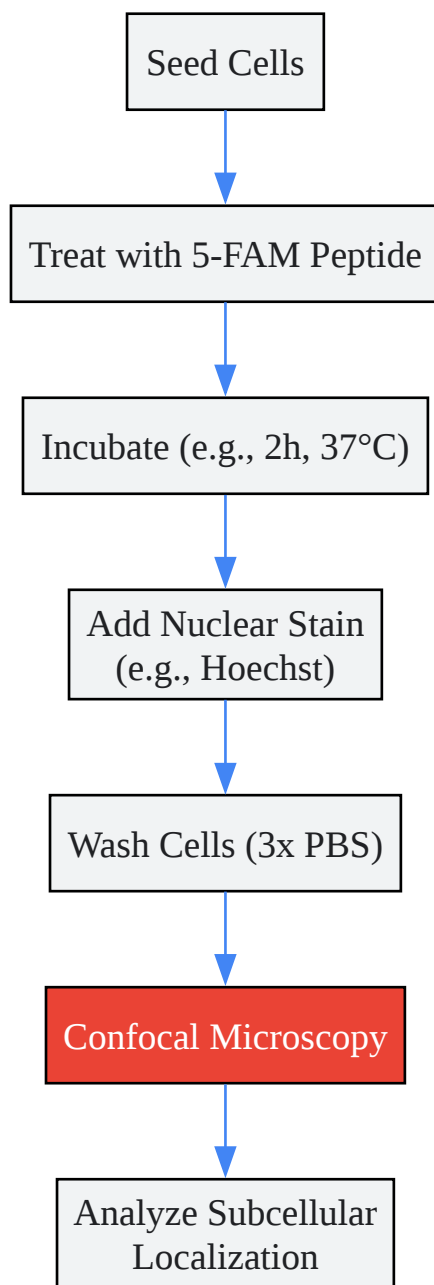 Seed Cells
Treat with 5-FAM Peptide
Incubate (e.g., 2h, 37°C)
Add Nuclear Stain
(e.g., Hoechst)
Wash Cells (3x PBS)
Confocal Microscopy
Analyze Subcellular
Localization